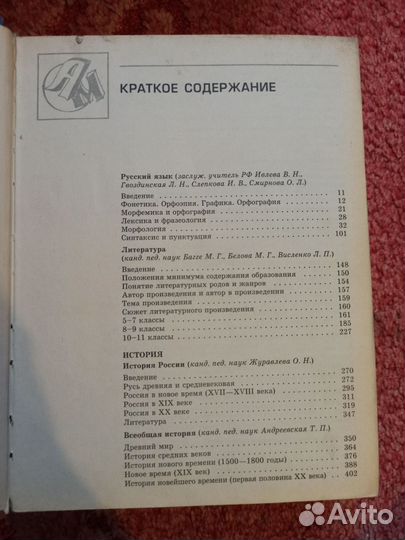 АМ
КРАТКОЕ СОДЕРЖАНИЕ
Русский язык (заслуж. учитель РФ Ивлева В. Н.,
Гвоздинская Л. Н., Слепкова И. В., Смирнова О. Л.)
Введение 11
Фонетика. Орфоэпия. Графика. Орфография 12
Морфемика и орфография 21
Лексика и фразеология 28
Морфология 32
Синтаксис и пунктуация 101
Литература
(канд. пед. наук Багге М. Г., Белова М. Г., Висленко Л. П.)
Введение 148
Положения минимума содержания образования 150
Понятие литературных родов и жанров 154
Автор произведения и автор в произведении 157
Тема произведения 159
Сюжет литературного произведения 160
5–7 классы 161
8–9 классы 185
10–11 классы 227
ИСТОРИЯ
История России (канд. пед. наук Журавлева О. Н.)
Введение 270
Русь древняя и средневековая 272
Россия в новое время (XVII—XVIII века) 295
Россия в XIX веке 311
Россия в XX веке 319
Литература 347
Всеобщая история (канд. пед. наук Андреевская Т. П.)
Древний мир 350
История средних веков 364
История нового времени (1500—1800 годы) 376
Новое время (XIX век) 388
История новейшего времени (первая половина XX века) 402
Avito